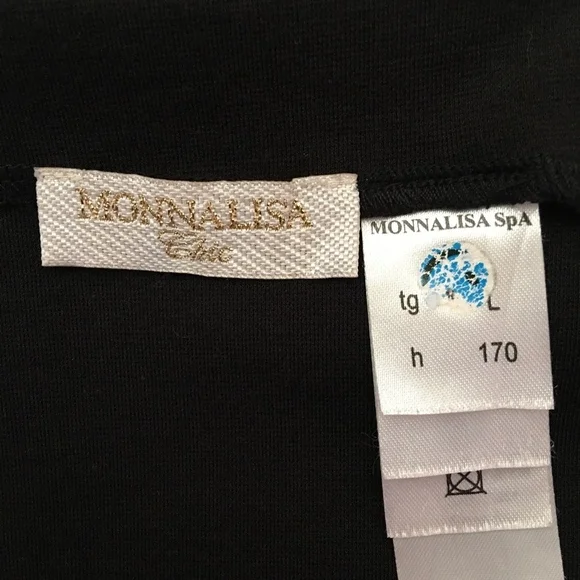 MONNALISA
Chic
MONNALISA SpA
tg L
h 170